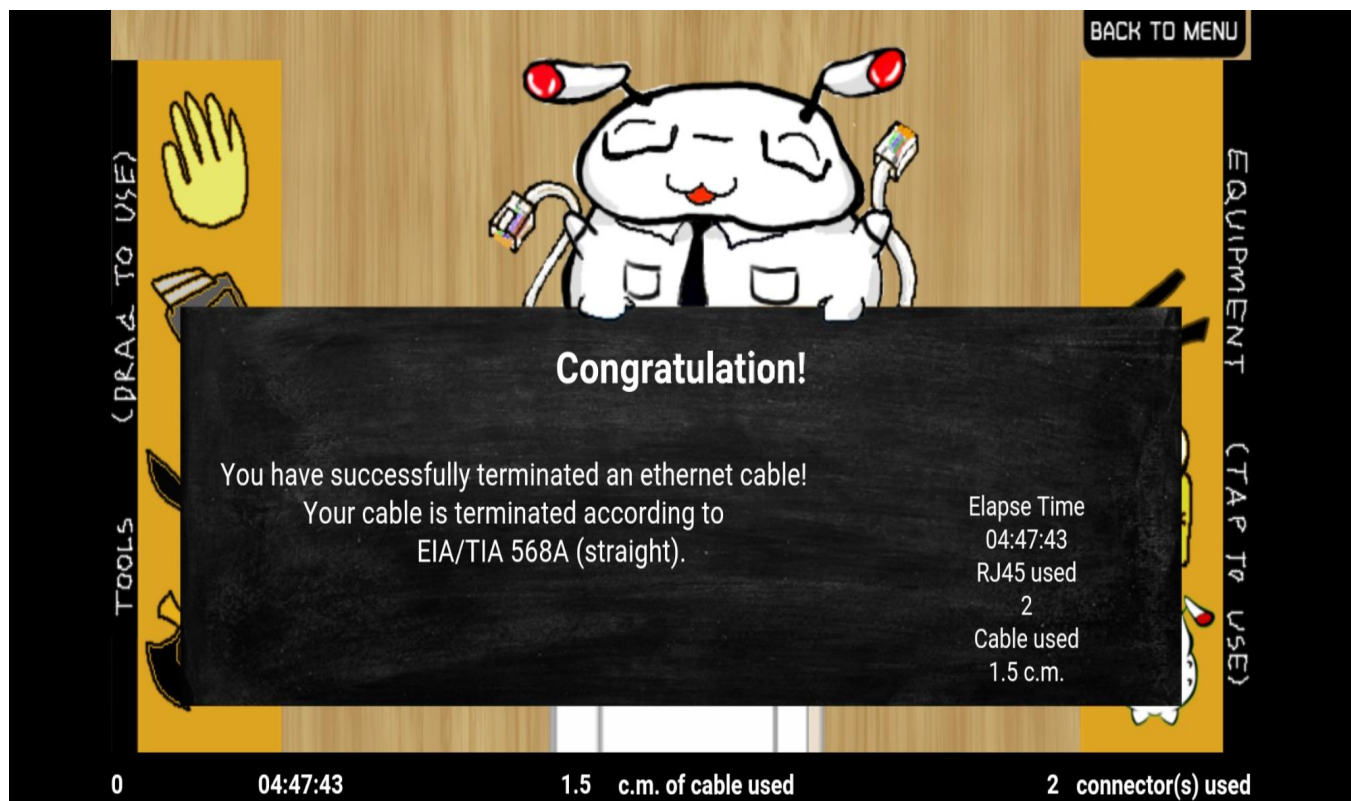 BACK TO MENU
TOOLS (DRAG TO USE)
EQUIPMENT (TAP TO USE)
Congratulation!
You have successfully terminated an ethernet cable!
Your cable is terminated according to
EIA/TIA 568A (straight).
Elapse Time
04:47:43
RJ45 used
2
Cable used
1.5 c.m.
0 04:47:43 1.5 c.m. of cable used 2 connector(s) used